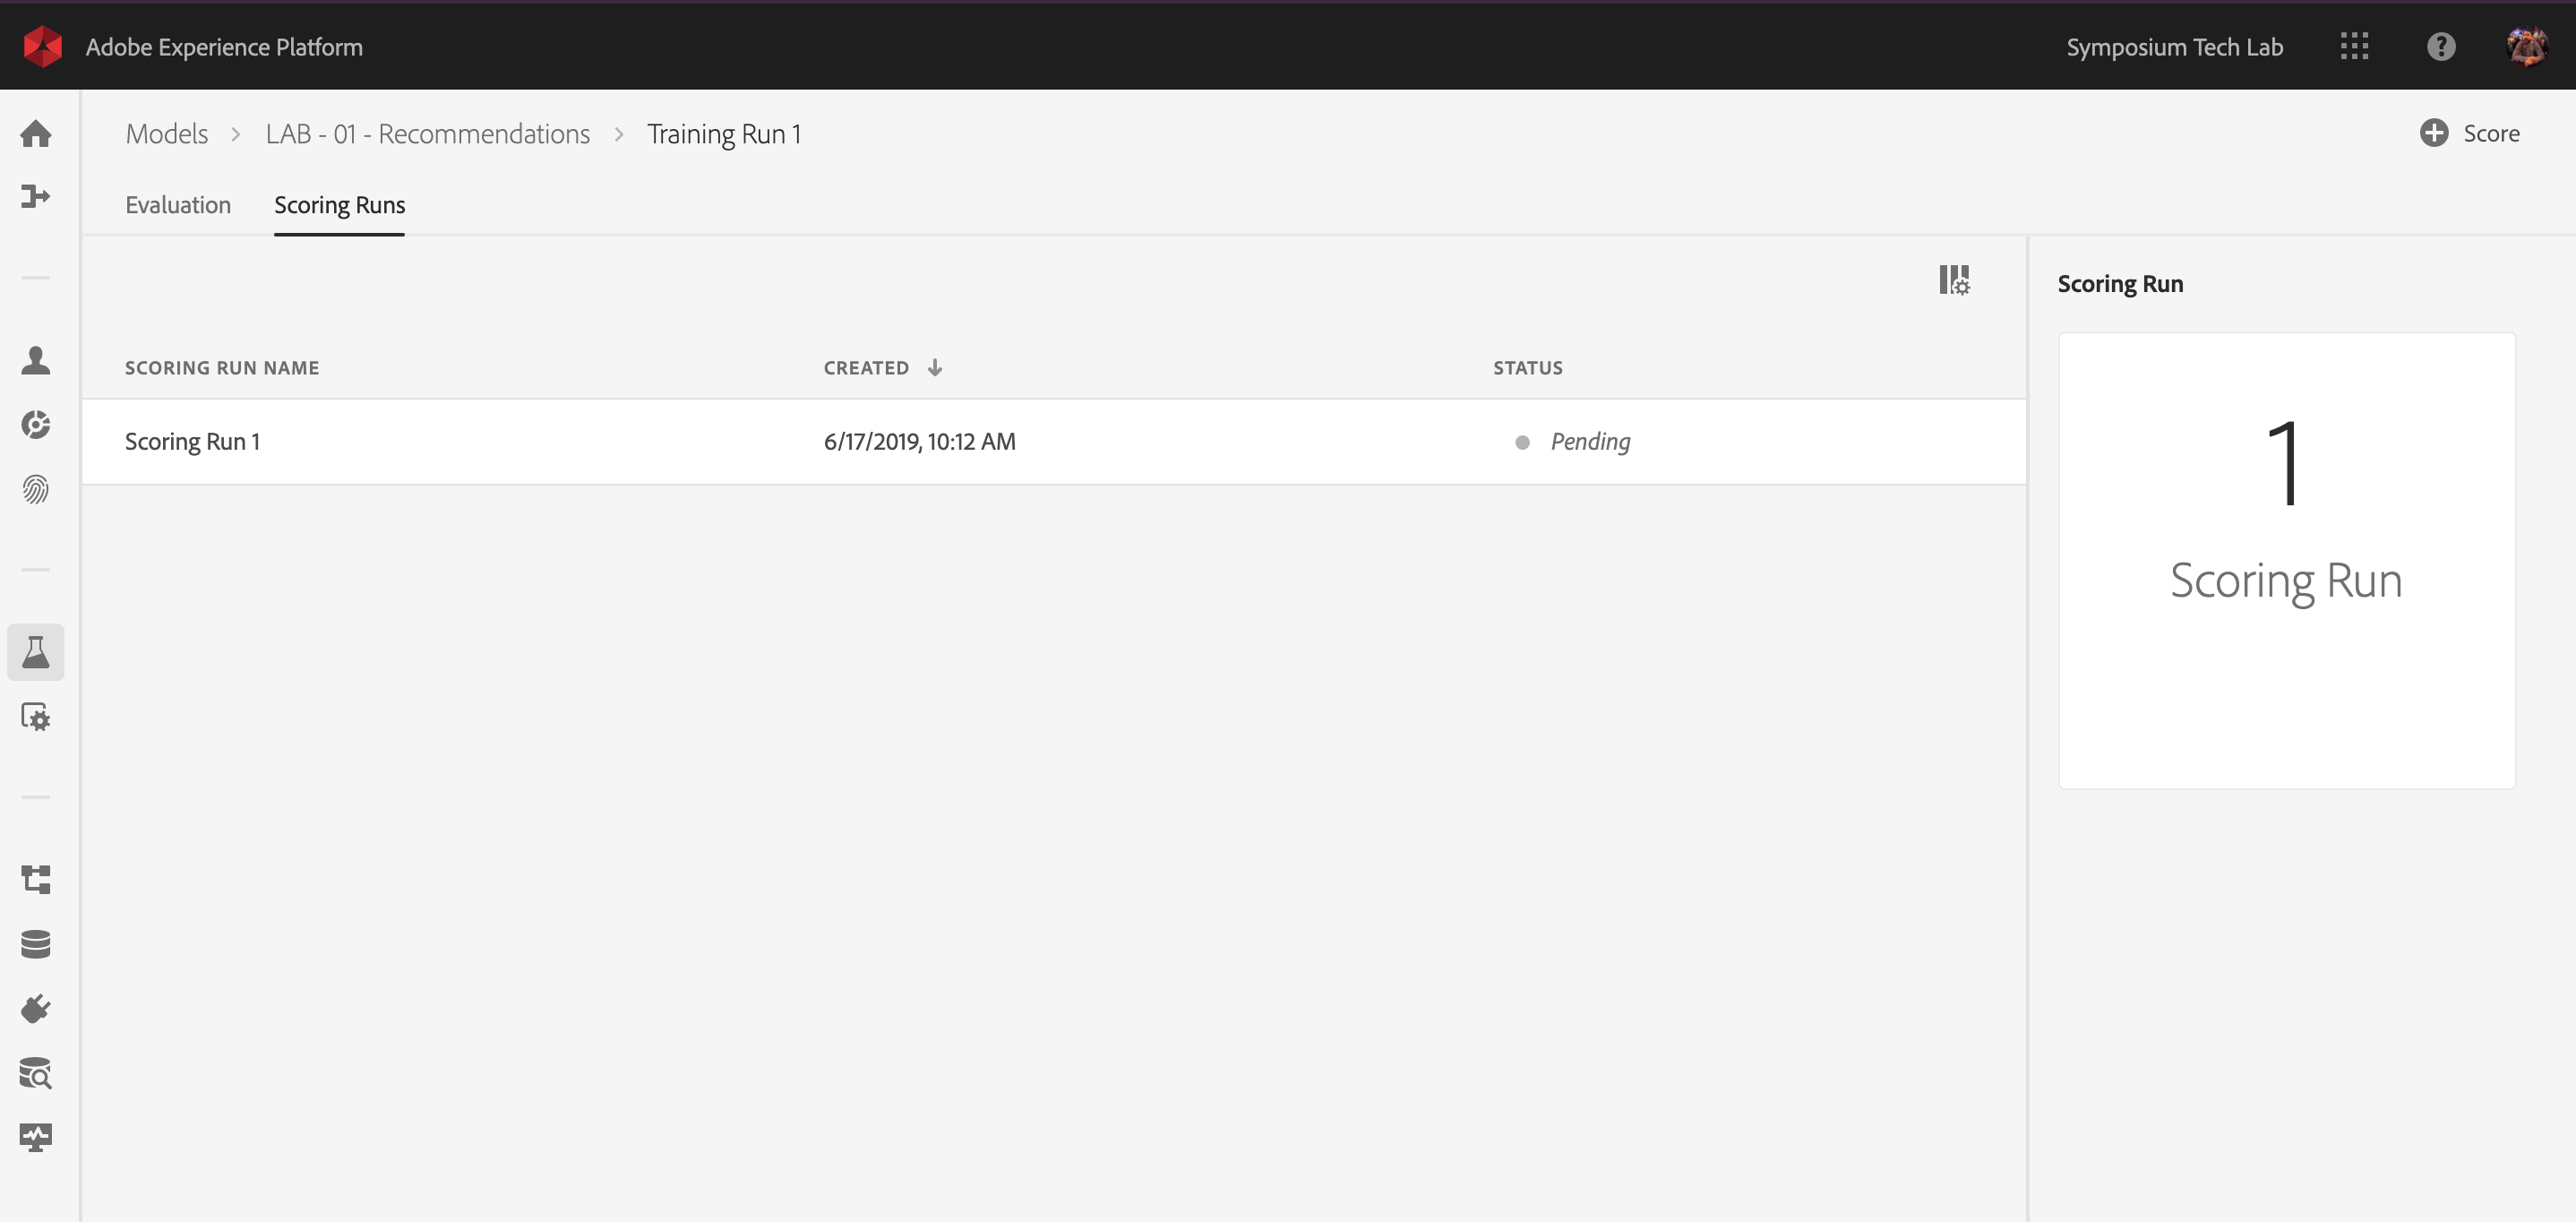 Adobe Experience Platform
Symposium Tech Lab
Models > LAB - 01 - Recommendations > Training Run 1
Score
Evaluation Scoring Runs
SCORING RUN NAME CREATED STATUS
Scoring Run 1 6/17/2019, 10:12 AM Pending
Scoring Run
1
Scoring Run